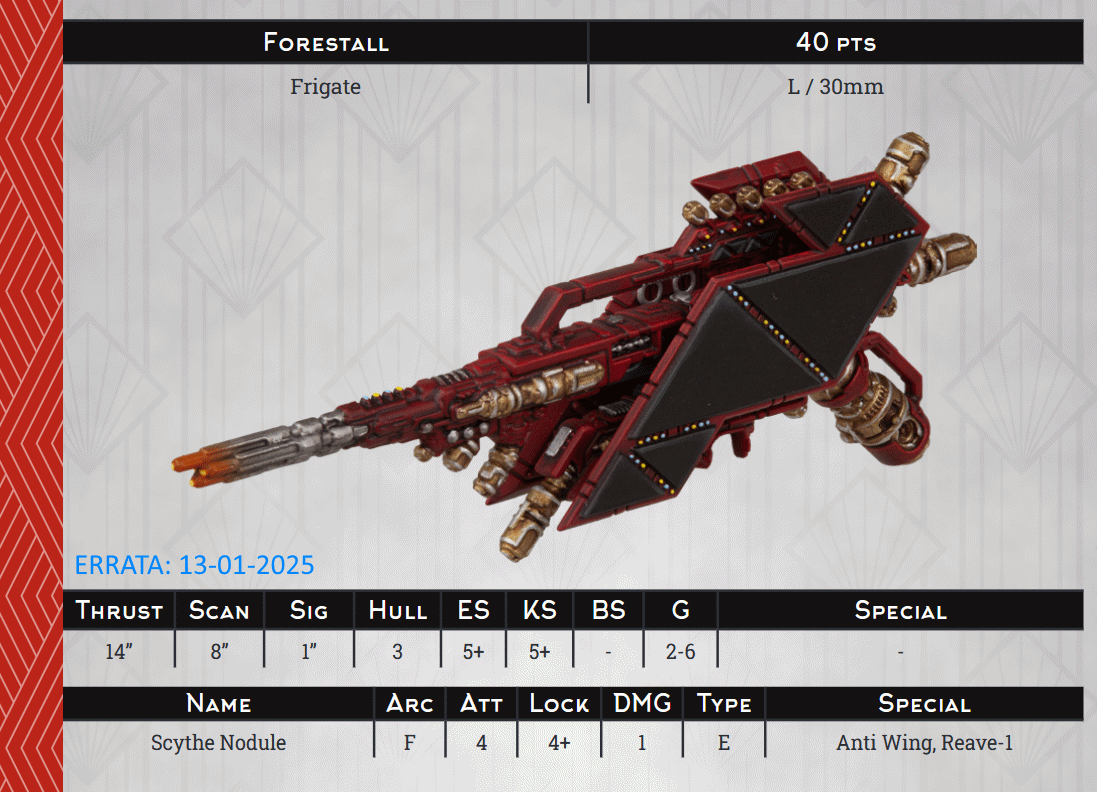 Forestall 40 pts
Frigate L / 30mm
ERRATA: 13-01-2025
Thrust Scan Sig Hull ES KS BS G Special
14” 8” 1” 3 5+ 5+ - 2-6 -
Name Arc Att Lock DMG Type Special
Scythe Nodule F 4 4+ 1 E Anti Wing, Reave-1